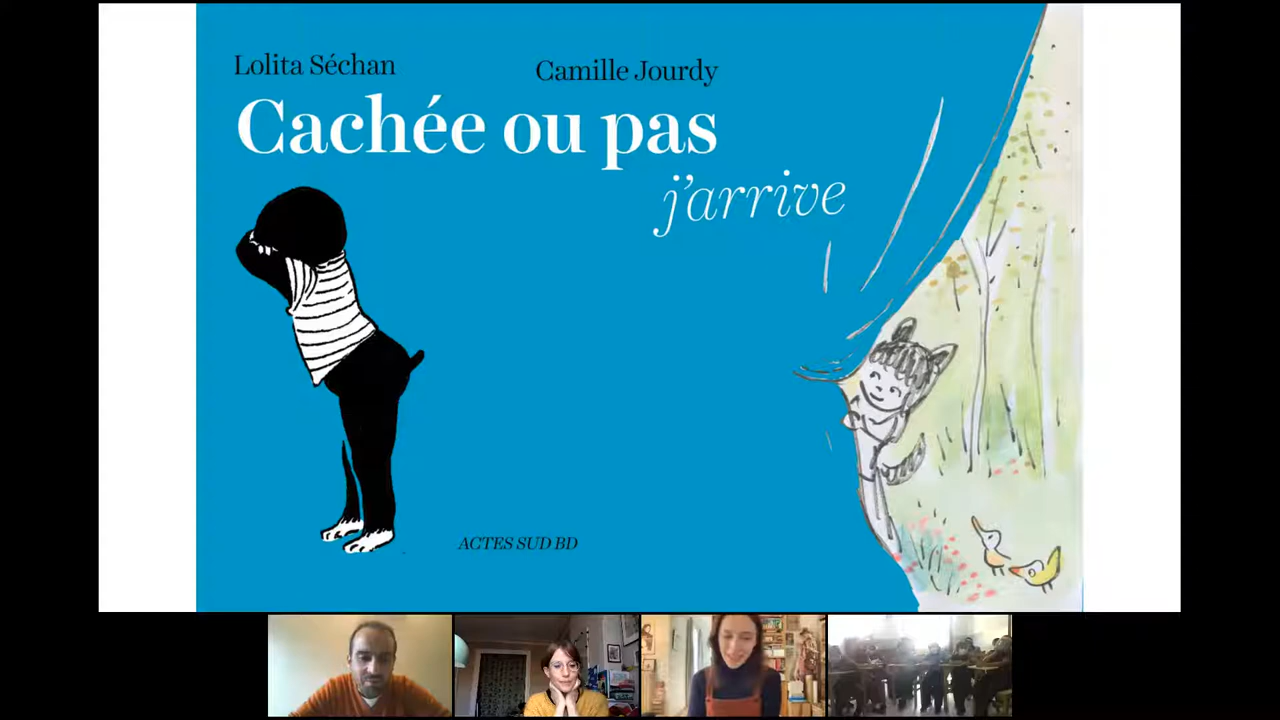 Lolita Séchan
Camille Jourdy
Cachée ou pas
j'arrive
ACTES SUD BD